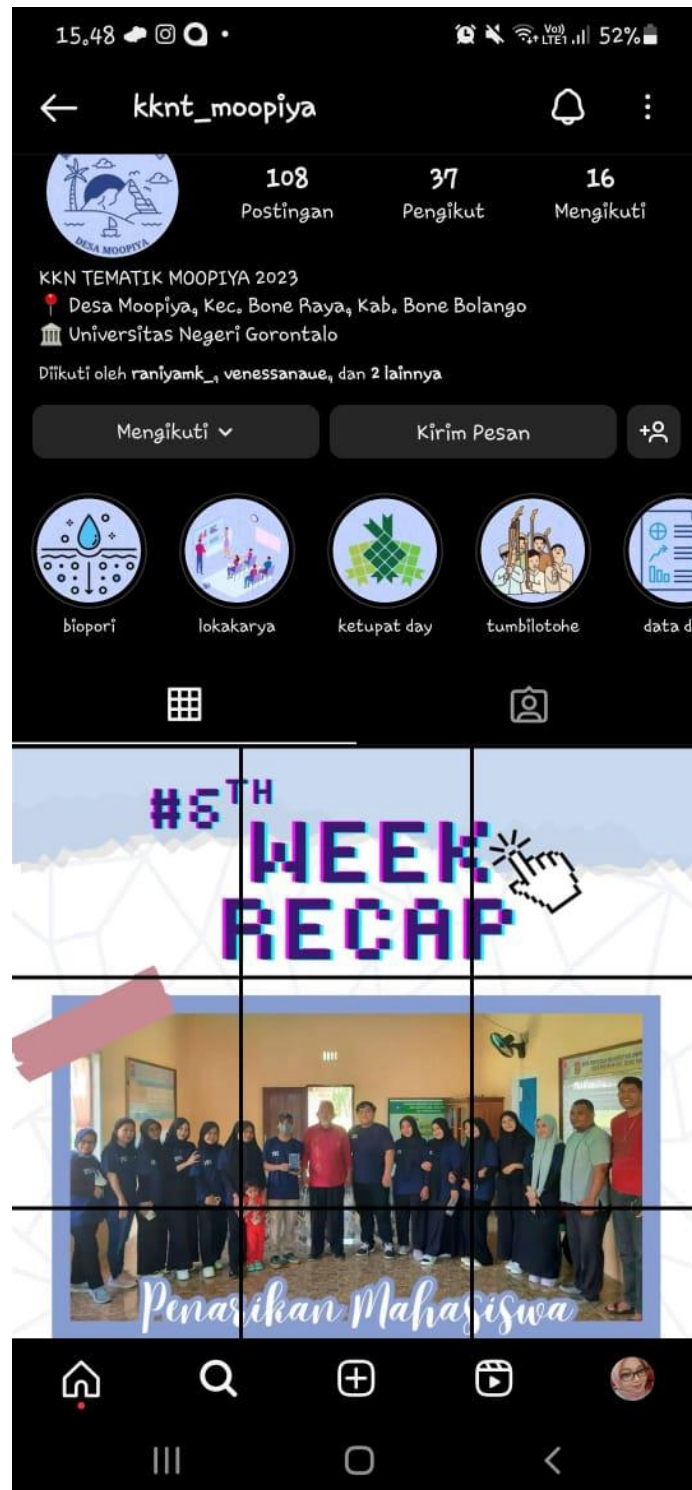 15.48
Voi)
LTE1
52%
kknt_moopiya
DESA MOOPIYA
108
Postingan
37
Pengikut
16
Mengikuti
KKN TEMATIK MOOPIYA 2023
Desa Moopiya, Kec. Bone Raya, Kab. Bone Bolango
Universitas Negeri Gorontalo
Diikuti oleh raniyamk_, venessanaue, dan 2 lainnya
Mengikuti
Kirim Pesan
biopori
lokakarya
ketupat day
tumbilotohe
data d
#6TH
WEEK
RECAP
Penarikan Mahasiswa